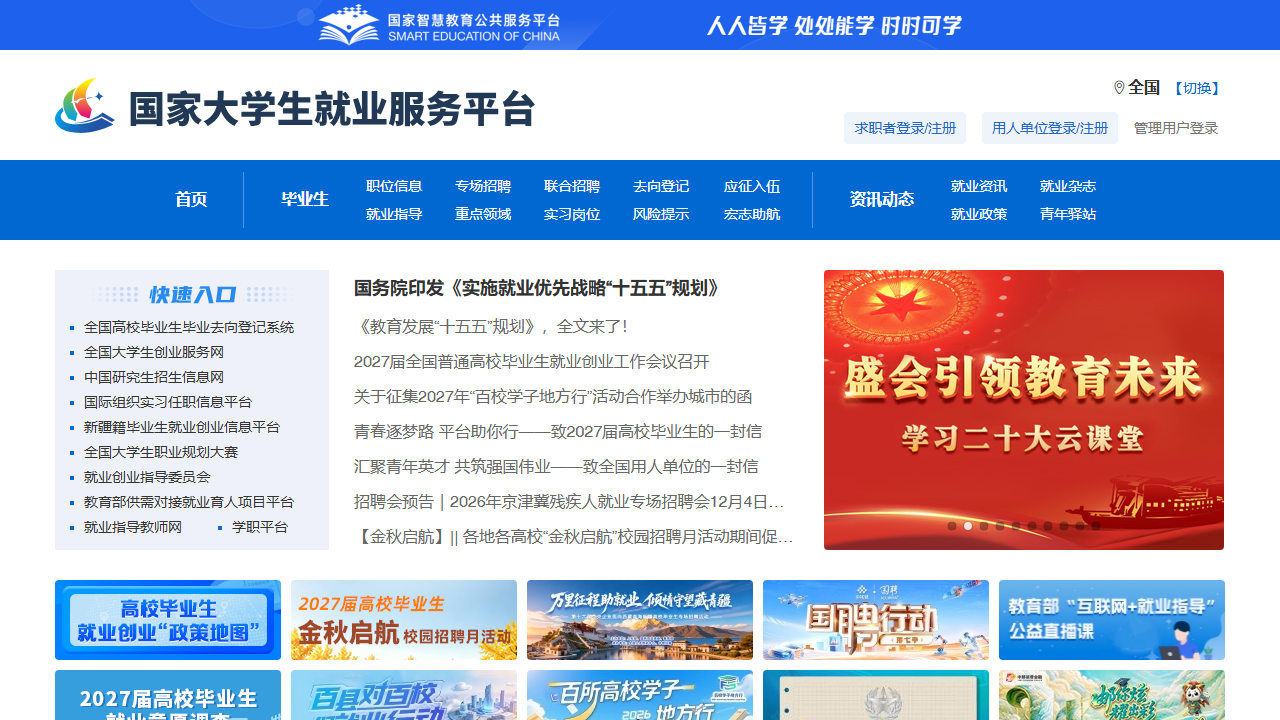 国家智慧教育公共服务平台
SMART EDUCATION OF CHINA
人人皆学 处处能学 时时可学
国家大学生就业服务平台
全国 【切换】
求职者登录/注册 用人单位登录/注册 管理用户登录
首页 毕业生 资讯动态
职位信息 专场招聘 联合招聘 去向登记 应征入伍 就业资讯 就业杂志
就业指导 重点领域 实习岗位 风险提示 宏志助航 就业政策 青年驿站
快速入口
全国高校毕业生毕业去向登记系统
全国大学生创业服务网
中国研究生招生信息网
国际组织实习任职信息平台
新疆籍毕业生就业创业信息平台
全国大学生职业规划大赛
就业创业指导委员会
教育部供需对接就业育人项目平台
就业指导教师网 学职平台
国务院印发《实施就业优先战略“十五五”规划》
《教育发展“十五五”规划》，全文来了！
2027届全国普通高校毕业生就业创业工作会议召开
关于征集2027年“百校学子地方行”活动合作举办城市的函
青春逐梦路 平台助你行——致2027届高校毕业生的一封信
汇聚青年英才 共筑强国伟业——致全国用人单位的一封信
招聘会预告｜2026年京津冀残疾人就业专场招聘会12月4日...
【金秋启航】|| 各地各高校“金秋启航”校园招聘月活动期间促...
盛会引领教育未来
学习二十大云课堂
高校毕业生
就业创业“政策地图”
2027届高校毕业生
金秋启航 校园招聘月活动
万里征程助就业 倾情守望藏青疆
国聘行动
第七季
教育部“互联网+就业指导”
公益直播课
2027届高校毕业生
就业意愿调查
百县对百校
就业行动
百所高校学子
2026 地方行